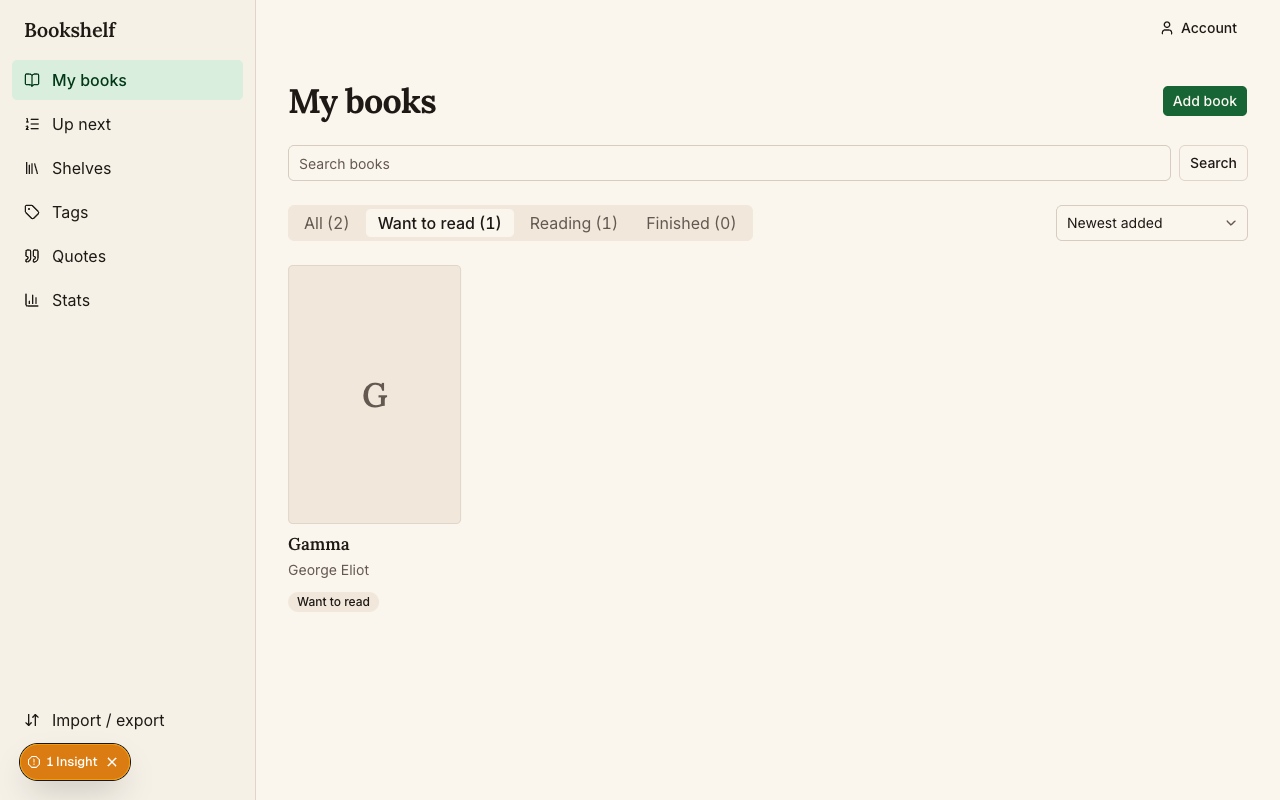 Bookshelf
My books
Up next
Shelves
Tags
Quotes
Stats
Import / export
1 Insight
Account
My books
Add book
Search books
Search
All (2)
Want to read (1)
Reading (1)
Finished (0)
Newest added
G
Gamma
George Eliot
Want to read